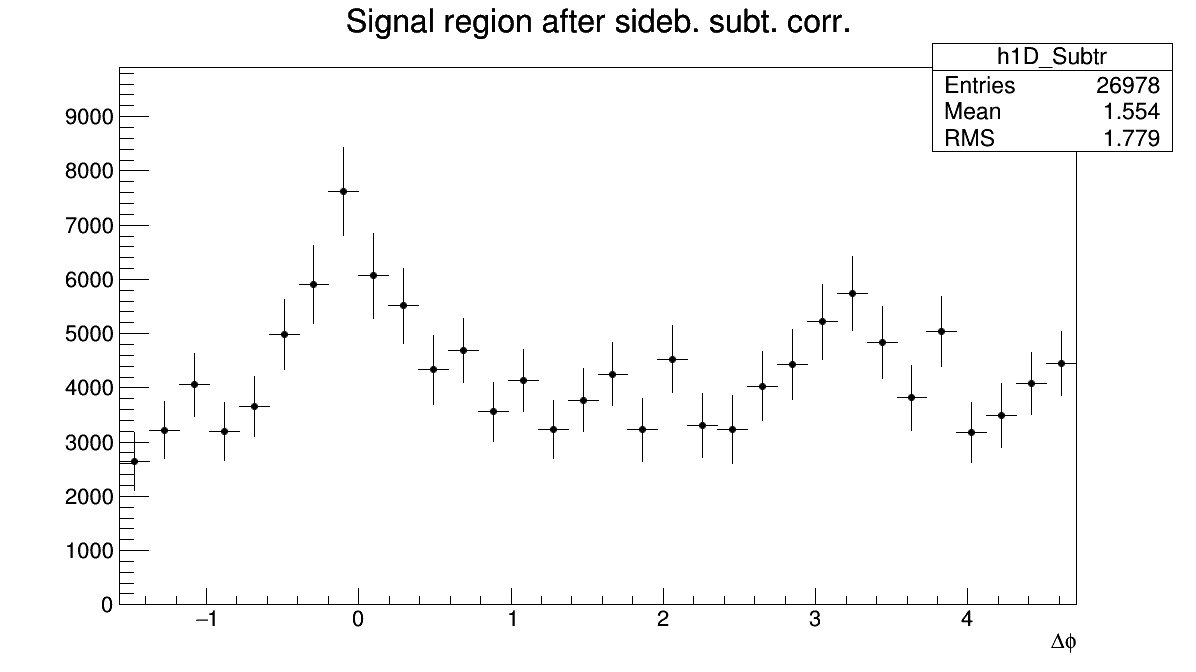 Signal region after sideb. subt. corr.
h1D_Subtr
Entries 26978
Mean 1.554
RMS 1.779
9000
8000
7000
6000
5000
4000
3000
2000
1000
0
−1 0 1 2 3 4
Δϕ